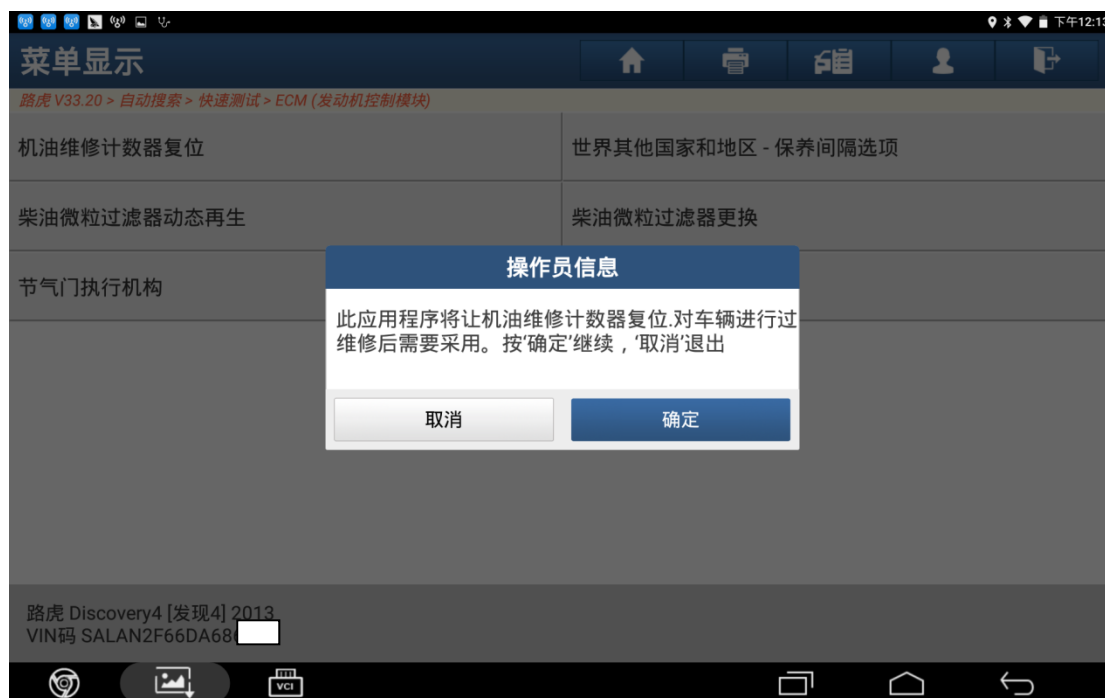 下午12:13
菜单显示
路虎 V33.20 > 自动搜索 > 快速测试 > ECM (发动机控制模块)
机油维修计数器复位
世界其他国家和地区 - 保养间隔选项
柴油微粒过滤器动态再生
柴油微粒过滤器更换
节气门执行机构
操作员信息
此应用程序将让机油维修计数器复位.对车辆进行过
维修后需要采用。按'确定'继续，'取消'退出
取消
确定
路虎 Discovery4 [发现4] 2013
VIN码 SALAN2F66DA68
VCI